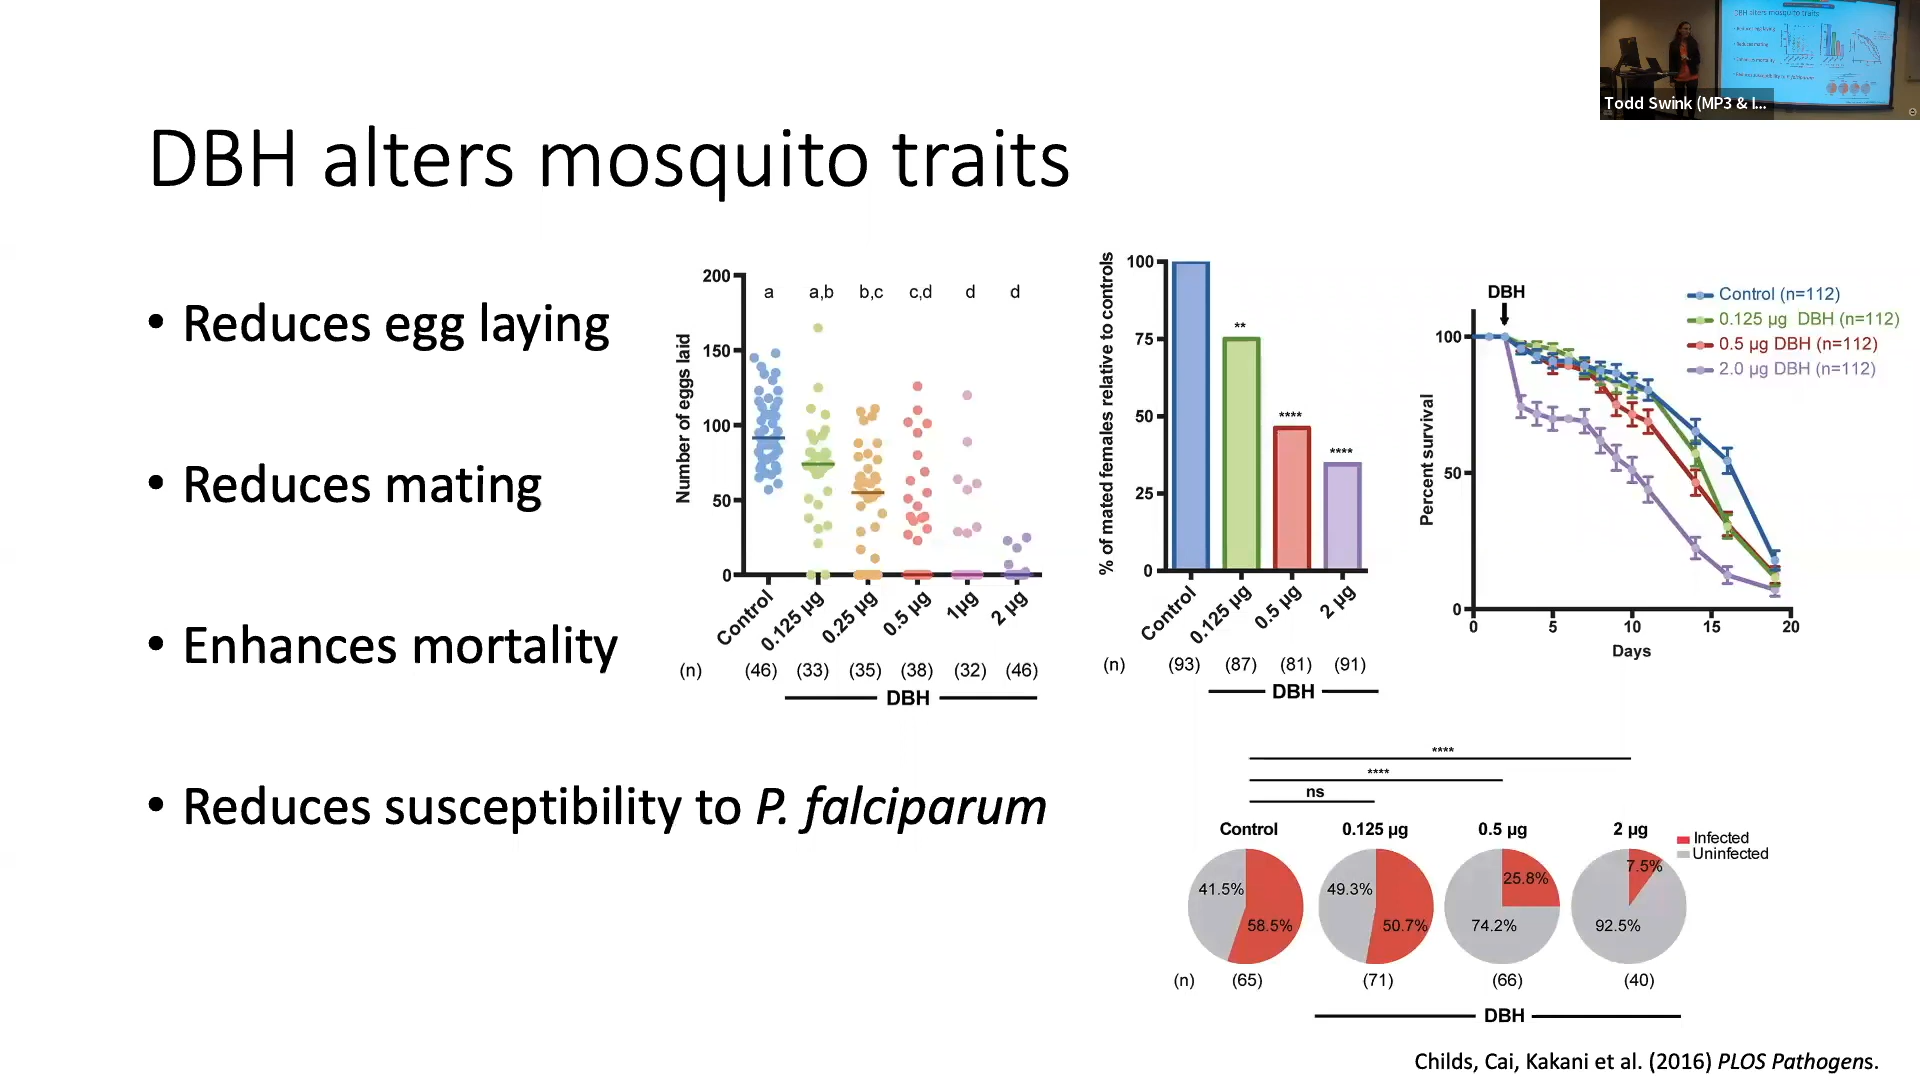 Todd Swink (MP3 & I...
DBH alters mosquito traits
• Reduces egg laying
• Reduces mating
• Enhances mortality
• Reduces susceptibility to P. falciparum
Number of eggs laid
200
150
100
50
0
a a,b b,c c,d d d
Control 0.125 µg 0.25 µg 0.5 µg 1µg 2 µg
(n) (46) (33) (35) (38) (32) (46)
DBH
% of mated females relative to controls
100
75
50
25
0
** **** ****
Control 0.125 µg 0.5 µg 2 µg
(n) (93) (87) (81) (91)
DBH
DBH
Control (n=112)
0.125 µg DBH (n=112)
0.5 µg DBH (n=112)
2.0 µg DBH (n=112)
Percent survival
100
50
0
0 5 10 15 20
Days
****
****
ns
Control 0.125 µg 0.5 µg 2 µg
Infected
Uninfected
41.5% 58.5%
49.3% 50.7%
25.8% 74.2%
7.5% 92.5%
(n) (65) (71) (66) (40)
DBH
Childs, Cai, Kakani et al. (2016) PLOS Pathogens.